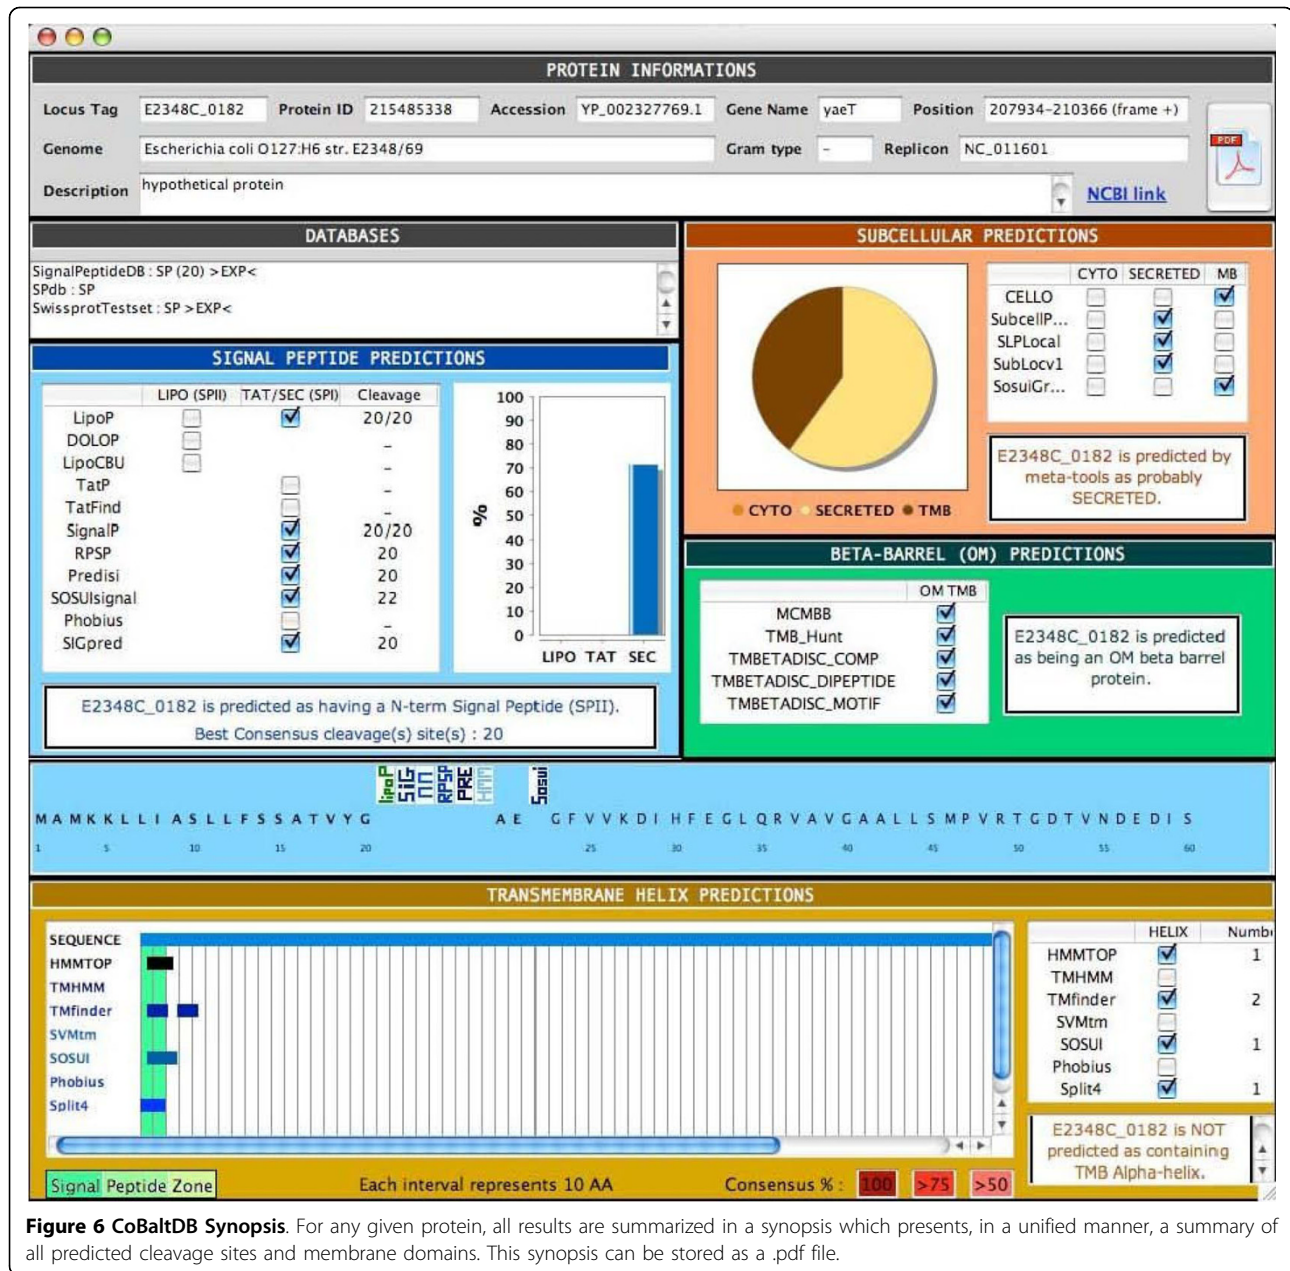 PROTEIN INFORMATIONS
Locus Tag E2348C_0182 Protein ID 215485338 Accession YP_002327769.1 Gene Name yaeT Position 207934-210366 (frame +)
PDF
Genome Escherichia coli O127:H6 str. E2348/69 Gram type - Replicon NC_011601
Description hypothetical protein NCBI link
DATABASES
SignalPeptideDB : SP (20) >EXP<
SPdb : SP
SwissprotTestset : SP >EXP<
SUBCELLULAR PREDICTIONS
CYTO SECRETED MB
CELLO
SubcellP...
SLPLocal
SubLocv1
SosuiGr...
CYTO SECRETED TMB
E2348C_0182 is predicted by
meta-tools as probably
SECRETED.
SIGNAL PEPTIDE PREDICTIONS
LIPO (SPII) TAT/SEC (SPI) Cleavage
LipoP 20/20
DOLOP -
LipoCBU -
TatP -
TatFind -
SignalP 20/20
RPSP 20
Predisi 20
SOSUIsignal 22
Phobius -
SIGpred 20
100
90
80
70
60
50
40
30
20
10
0
%
LIPO TAT SEC
E2348C_0182 is predicted as having a N-term Signal Peptide (SPII).
Best Consensus cleavage(s) site(s) : 20
BETA-BARREL (OM) PREDICTIONS
OM TMB
MCMBB
TMB_Hunt
TMBETADISC_COMP
TMBETADISC_DIPEPTIDE
TMBETADISC_MOTIF
E2348C_0182 is predicted
as being an OM beta barrel
protein.
lipoP SIG NN RPSP PRE HMM Sosui
M A M K K L L I A S L L F S S A T V Y G A E G F V V K D I H F E G L Q R V A V G A A L L S M P V R T G D T V N D E D I S
1 5 10 15 20 25 30 35 40 45 50 55 60
TRANSMEMBRANE HELIX PREDICTIONS
SEQUENCE
HMMTOP
TMHMM
TMfinder
SVMtm
SOSUI
Phobius
Split4
HELIX Numbe
HMMTOP 1
TMHMM
TMfinder 2
SVMtm
SOSUI 1
Phobius
Split4 1
E2348C_0182 is NOT
predicted as containing
TMB Alpha-helix.
Signal Peptide Zone Each interval represents 10 AA Consensus % : 100 >75 >50
Figure 6 CoBaltDB Synopsis. For any given protein, all results are summarized in a synopsis which presents, in a unified manner, a summary of
all predicted cleavage sites and membrane domains. This synopsis can be stored as a .pdf file.